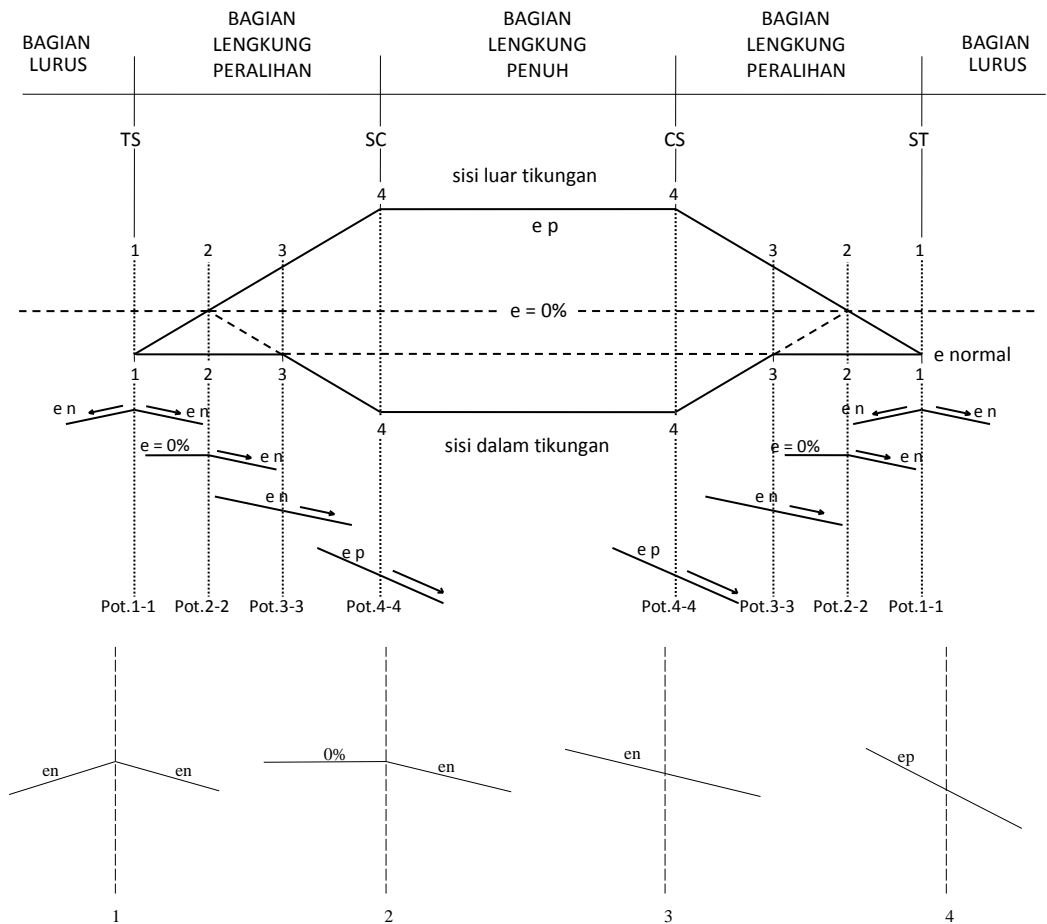 BAGIAN
LURUS
BAGIAN
LENGKUNG
PERALIHAN
BAGIAN
LENGKUNG
PENUH
BAGIAN
LENGKUNG
PERALIHAN
BAGIAN
LURUS
TS SC CS ST
sisi luar tikungan
4 4
e p
1 2 3 3 2 1
e = 0%
e normal
1 2 3 3 2 1
e n e n e n e n
4 4
sisi dalam tikungan
e = 0% e n e = 0% e n
e n e n
e p e p
Pot.1-1 Pot.2-2 Pot.3-3 Pot.4-4 Pot.4-4 Pot.3-3 Pot.2-2 Pot.1-1
en en 0% en en ep
1 2 3 4